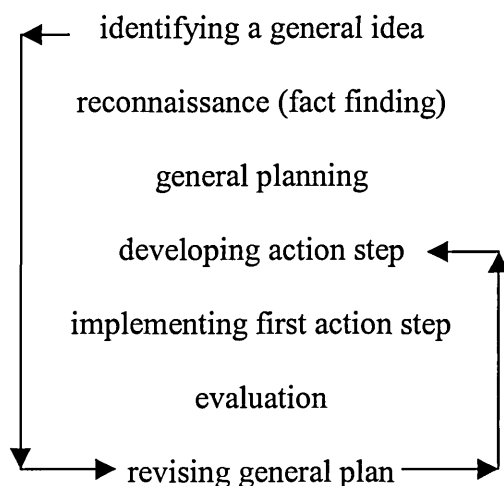 identifying a general idea
reconnaissance (fact finding)
general planning
developing action step
implementing first action step
evaluation
revising general plan